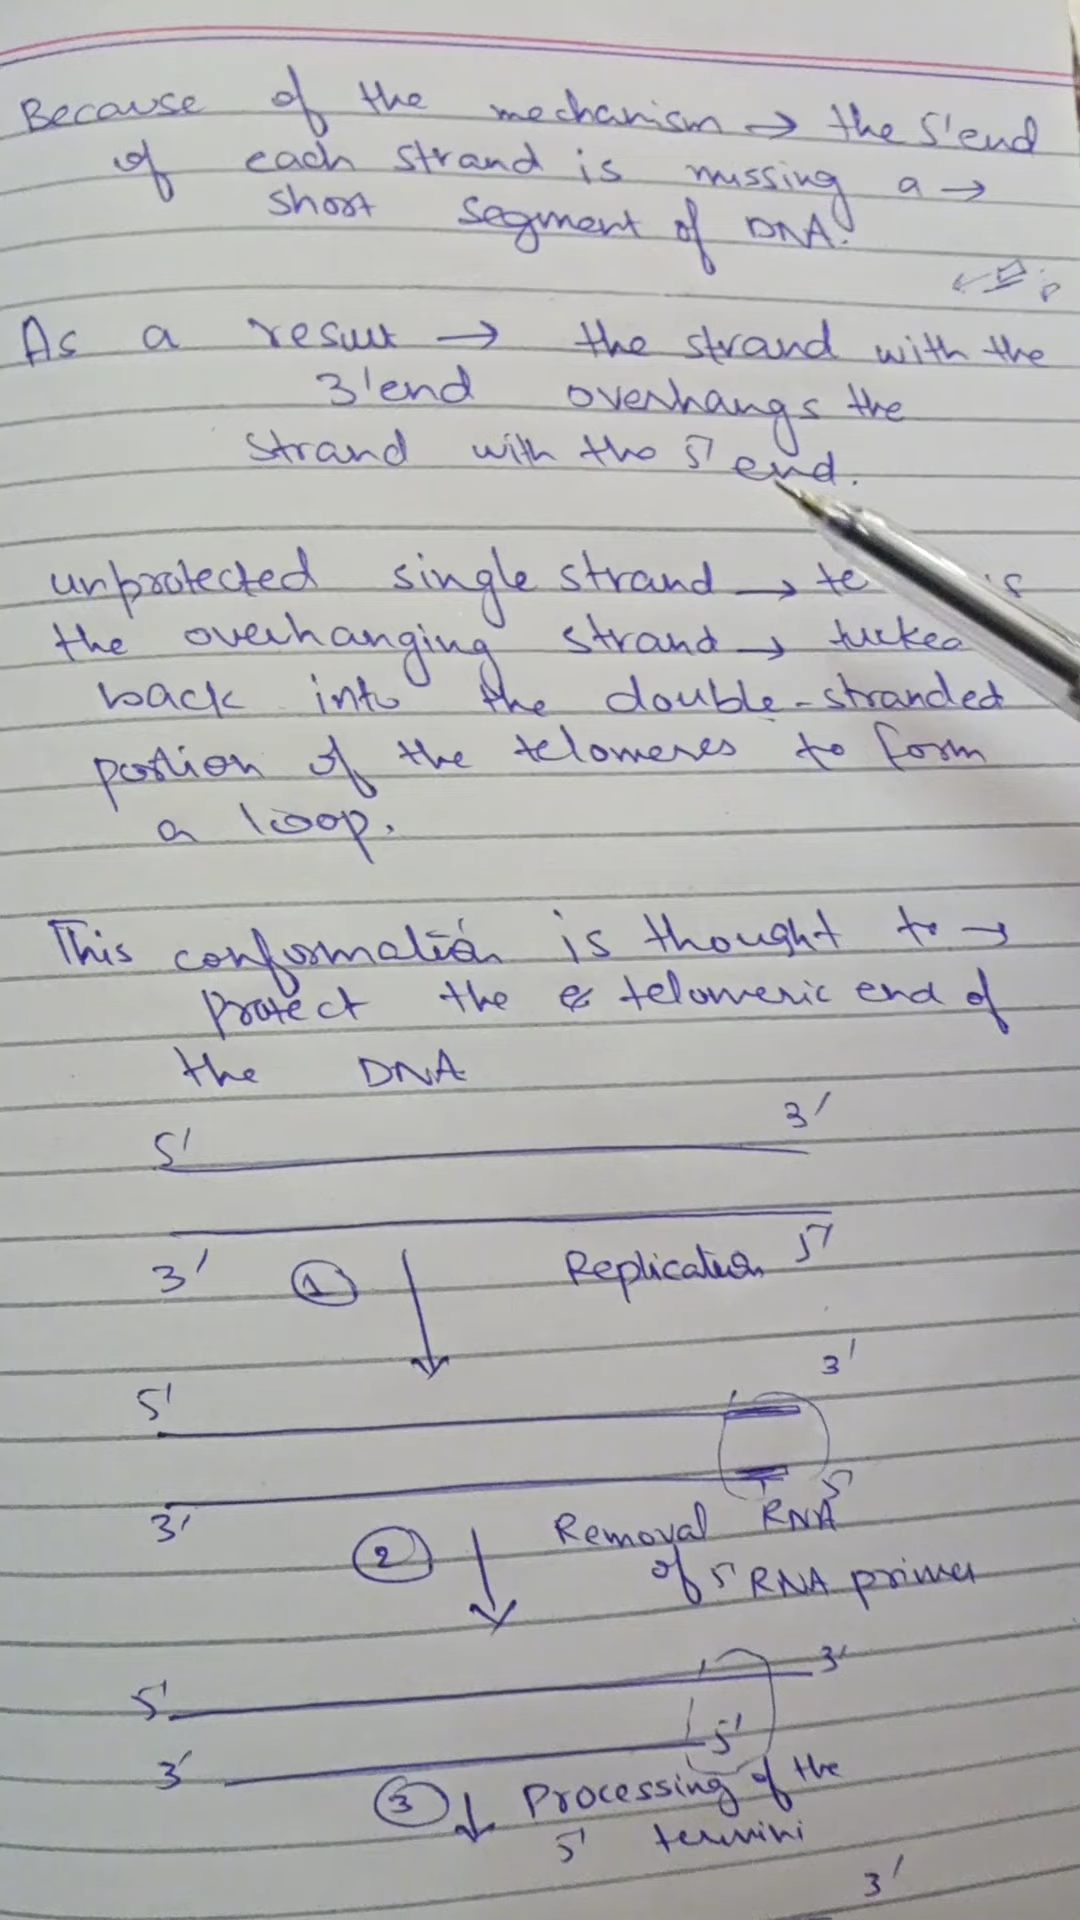 Because of the mechanism → the 5' end
of each strand is missing a →
short segment of DNA.
As a result → the strand with the
3' end overhangs the
strand with the 5' end.
unprotected single strand →
the overhanging strand → tucked
back into the double-stranded
portion of the telomeres to form
a loop.
This conformation is thought to →
protect the telomeric end of
the DNA
5' 3'
3' 5'
① Replication
5' 3'
3' 5'
RNA
② Removal
of 5' RNA primer
5' 3'
3' 5'
③ Processing of the
5' termini
3'